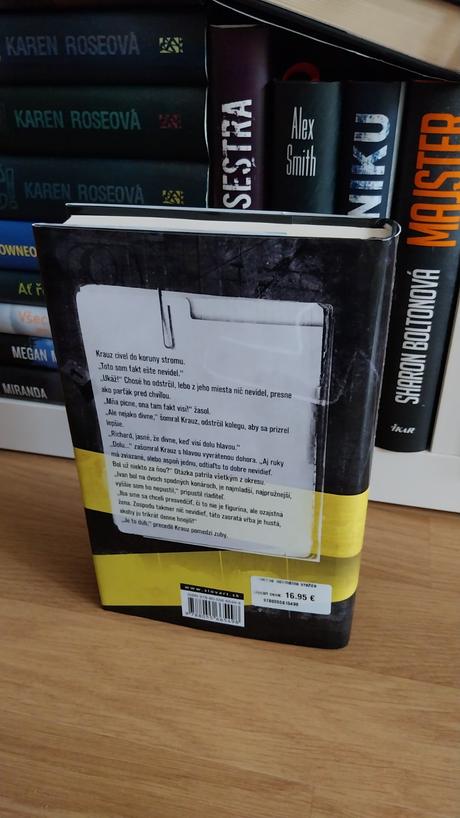 KAREN ROSEOVÁ
KAREN ROSEOVÁ
KAREN ROSEOVÁ
MIRANDA
SESTRA
Alex
Smith
NIKU
SHARON BOLTONOVÁ
MAJSTER
IKAR
Krauz civel do koruny stromu.
„Toto som fakt ešte nevidel.“
„Ukáž!“ Chosé ho odstrčil, lebo z jeho miesta nič nevidel, presne
ako parťák pred chvíľou.
„Mňa picne, ona tam fakt visí!“ žasol.
„Ale nejako divne,“ šomral Krauz, odstrčil kolegu, aby sa prizrel
lepšie.
„Richard, jasné, že divne, keď visí dolu hlavou.“
„Dolu...“ zašomral Krauz s hlavou vyvrátenou dohora. „Aj ruky
má zviazané, alebo aspoň jednu, odtiaľto to dobre nevidieť.
Bol už niekto za ňou?“ Otázka patrila všetkým z okresu.
„Ivan bol na dvoch spodných konároch, je najmladší, najpružnejší,
vyššie som ho nepustil,“ pripustil riaditeľ.
„Iba sme sa chceli presvedčiť, či to nie je figurína, ale ozajstná
žena. Zospodu takmer nič nevidieť, táto zasratá vŕba je hustá,
akoby ju trikrát denne hnojili!“
„Je to dub,“ precedil Krauz pomedzi zuby.
www.slovart.sk
16.95 €